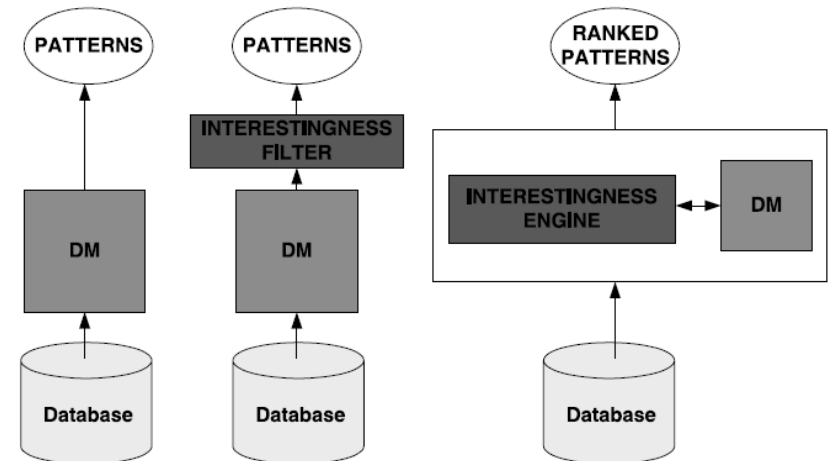 PATTERNS
DM
Database
PATTERNS
INTERESTINGNESS
FILTER
DM
Database
RANKED
PATTERNS
INTERESTINGNESS
ENGINE
DM
Database